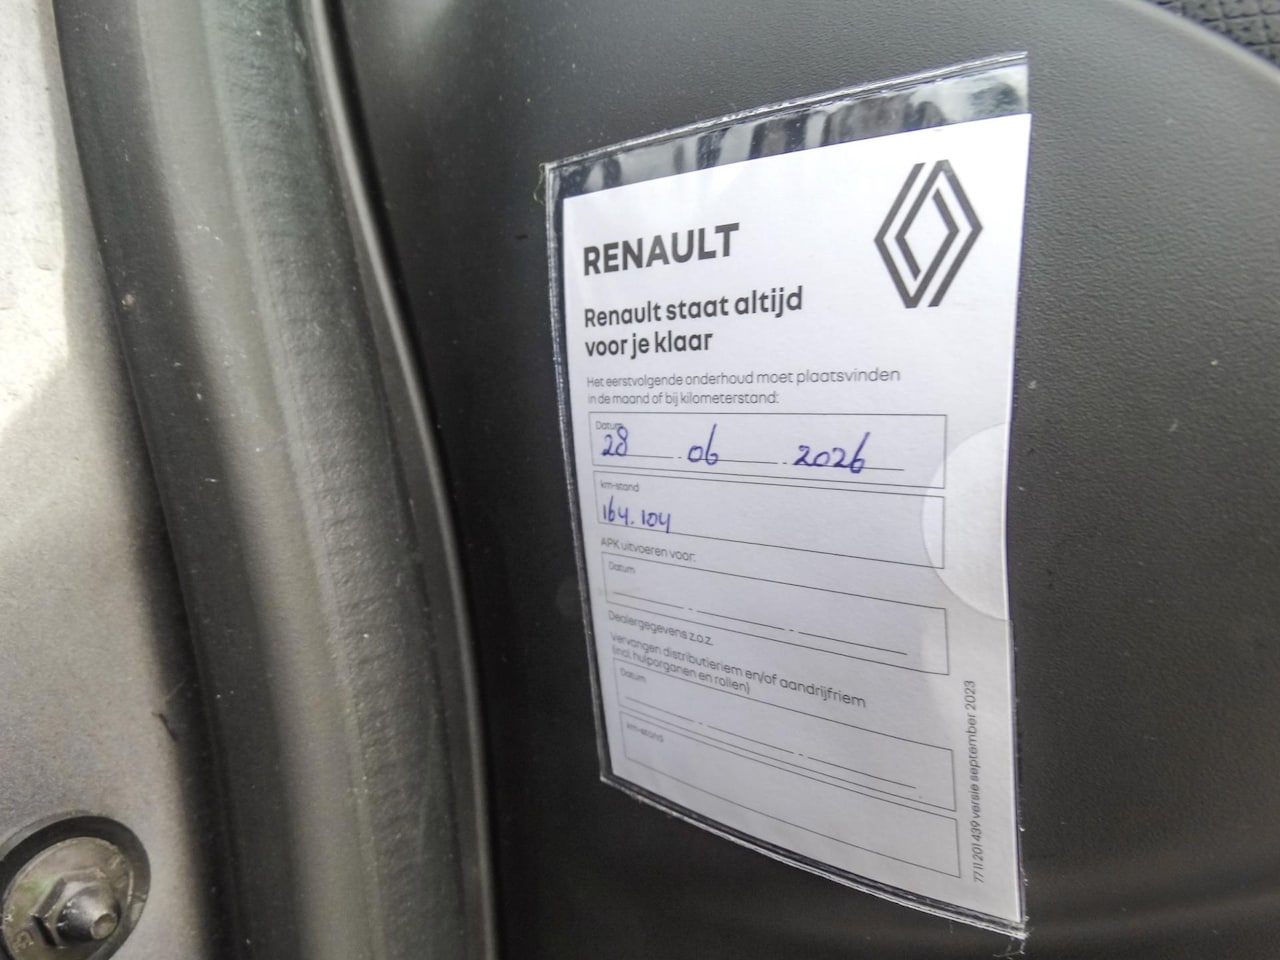 RENAULT
Renault staat altijd
voor je klaar
Het eerstvolgende onderhoud moet plaatsvinden
in de maand of bij kilometerstand:
Datum
28 - 06 - 2026
km-stand
164.104
APK uitvoeren voor:
Datum
Dealergegevens z.o.z.
Vervangen distributieriem en/of aandrijfriem
(incl. hulporganen en rollen)
Datum
km-stand
77 11 201 439 versie september 2023